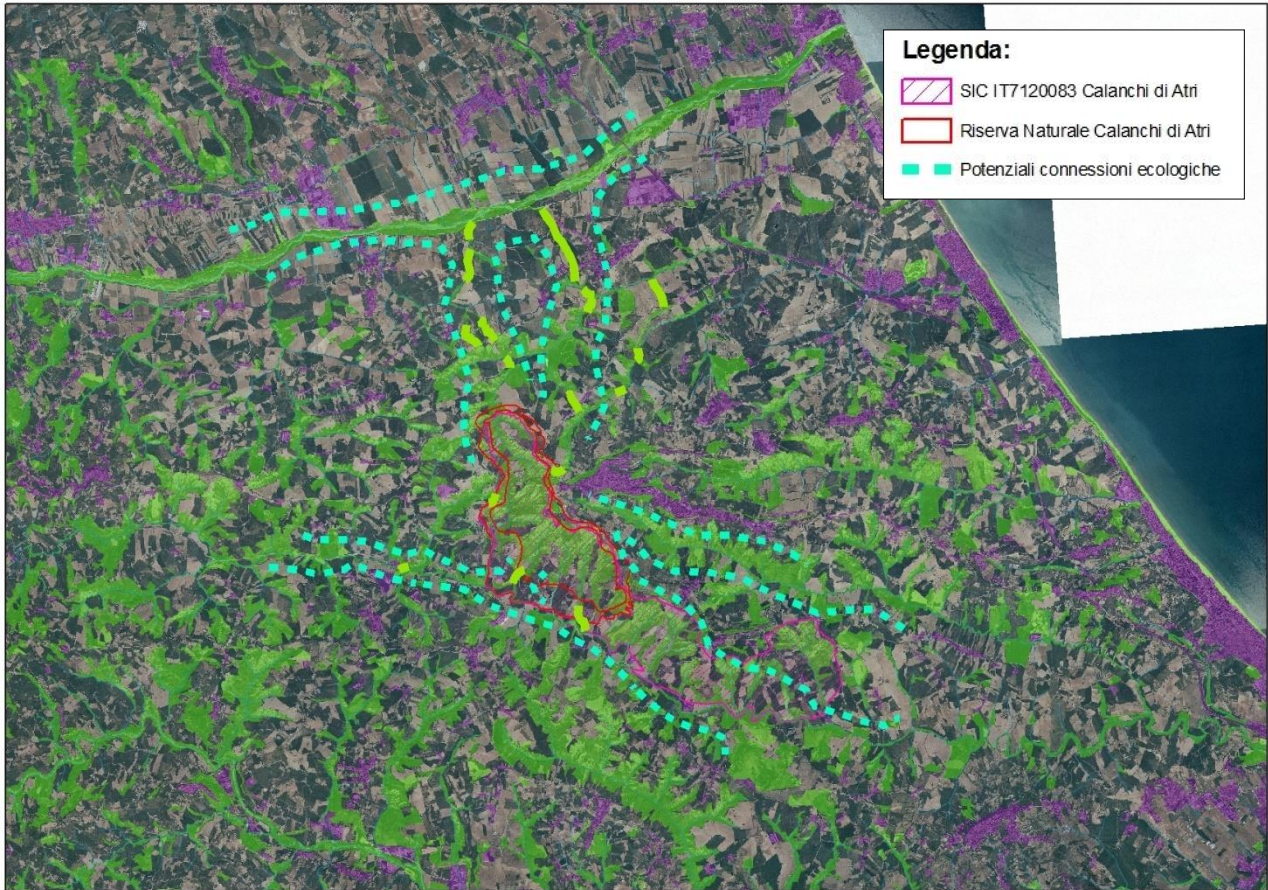 Legenda:
SIC IT7120083 Calanchi di Atri
Riserva Naturale Calanchi di Atri
Potenziali connessioni ecologiche